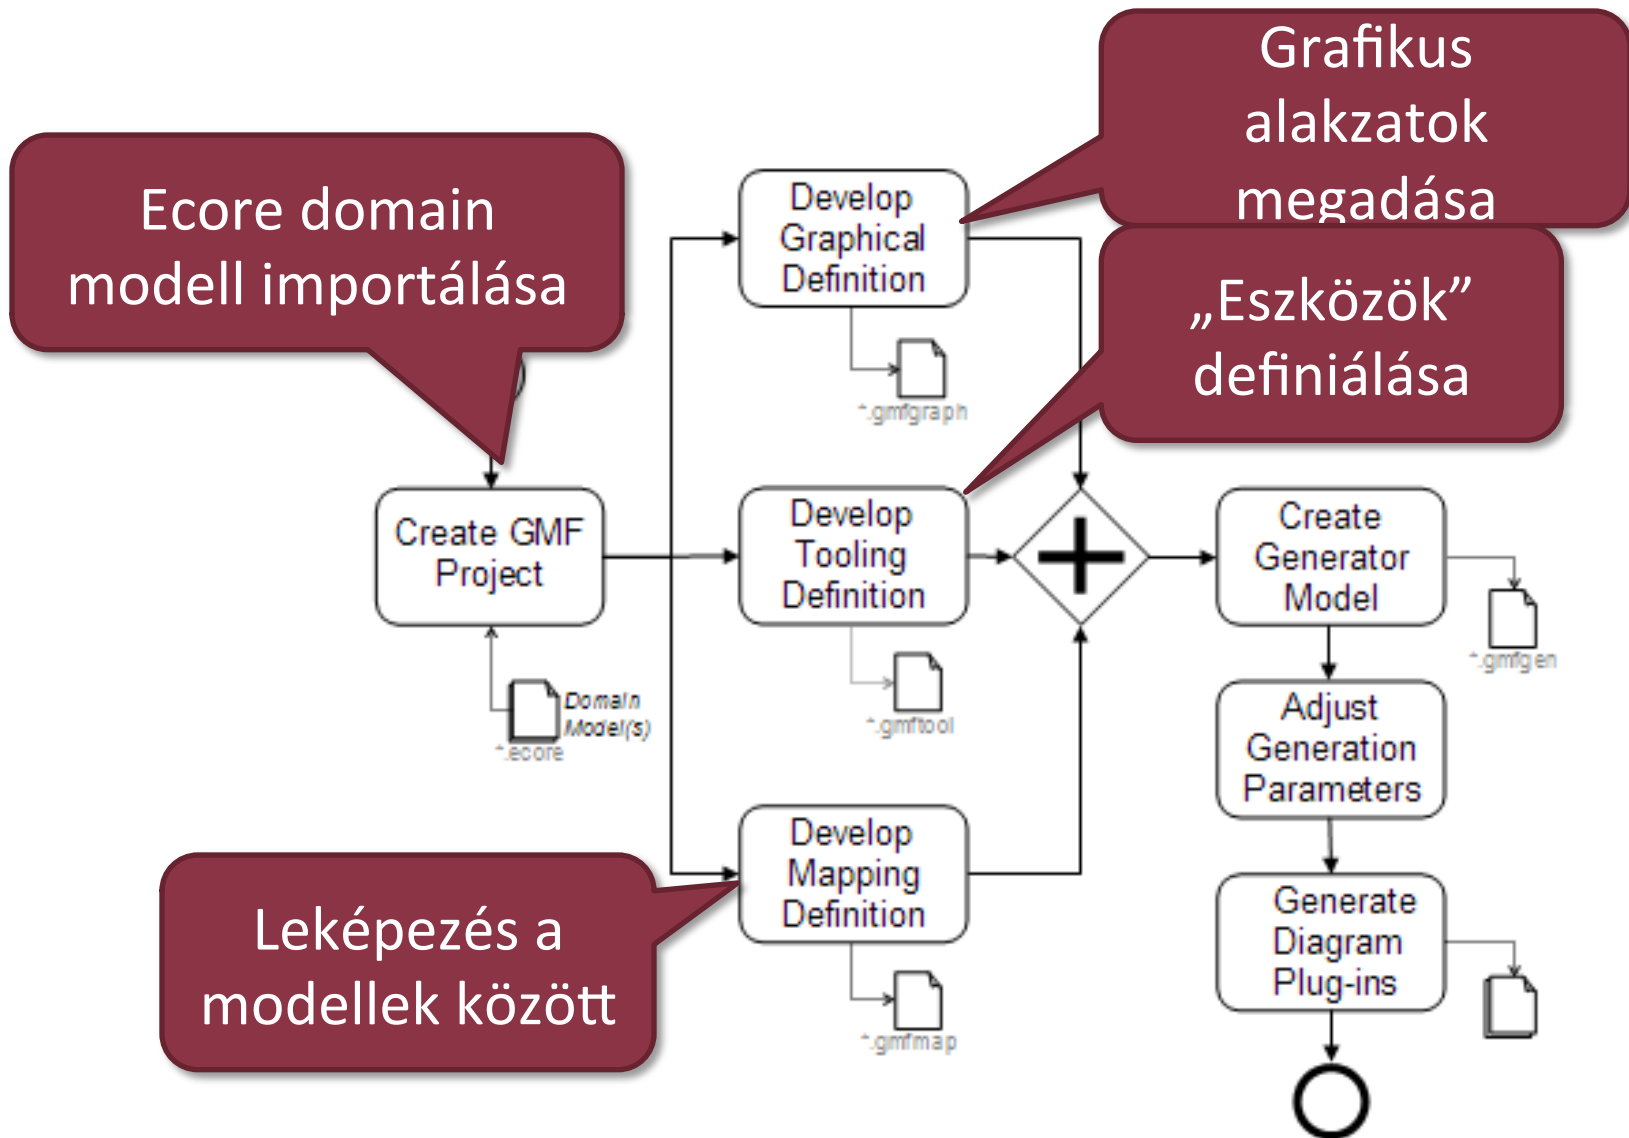 Grafikus
alakzatok
megadása
Ecore domain
modell importálása
„Eszközök”
definiálása
Leképezés a
modellek között
Create GMF
Project
Domain
Model(s)
*.ecore
Develop
Graphical
Definition
*.gmfgraph
Develop
Tooling
Definition
*.gmftool
Develop
Mapping
Definition
*.gmfmap
Create
Generator
Model
*.gmfgen
Adjust
Generation
Parameters
Generate
Diagram
Plug-ins